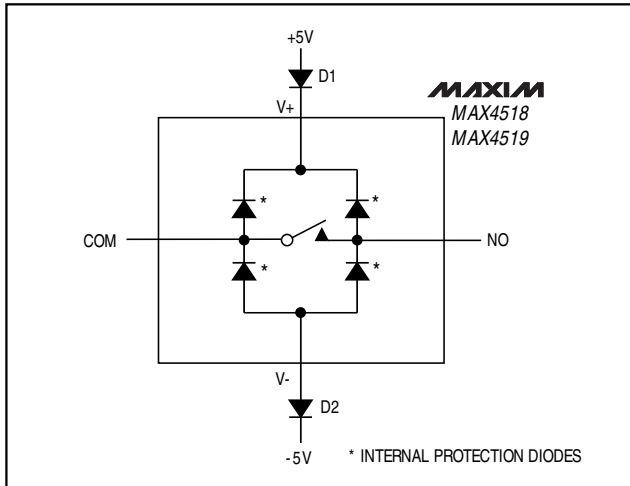 +5V
D1
MAXIM
V+
MAX4518
MAX4519
*
*
COM
NO
*
*
V-
D2
-5V
* INTERNAL PROTECTION DIODES